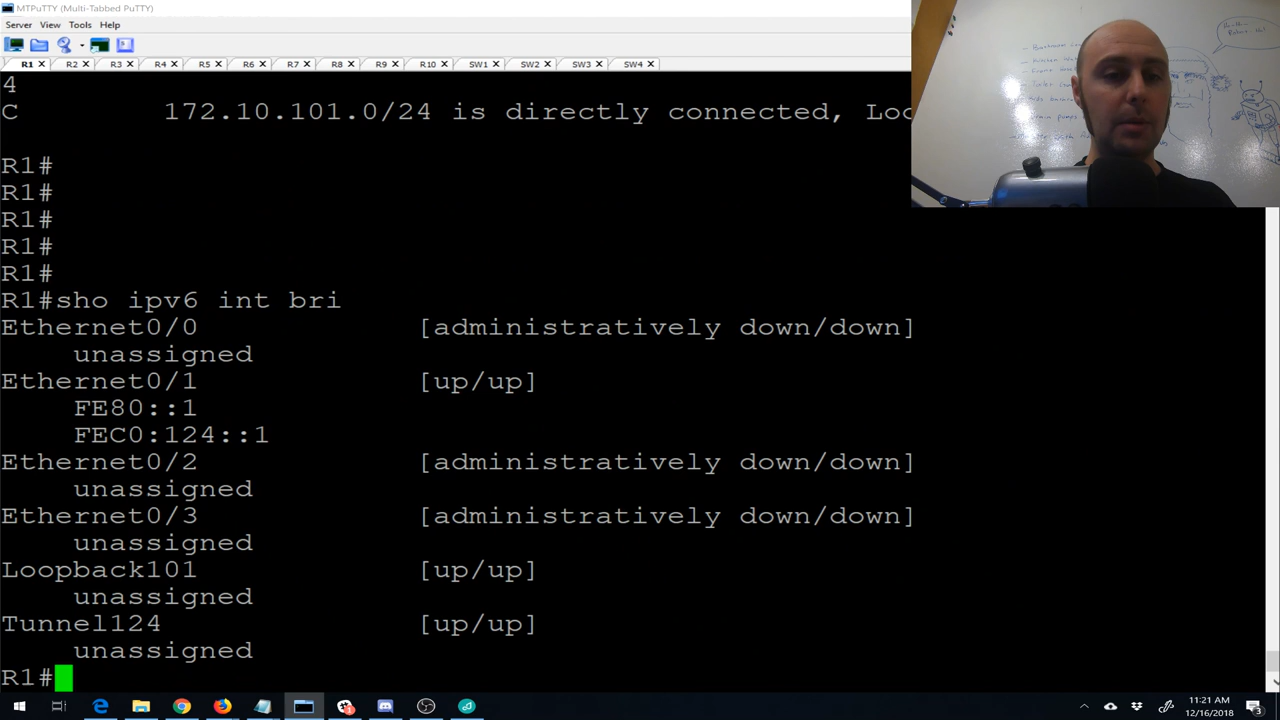 MTPuTTY (Multi-Tabbed PuTTY)
Server View Tools Help
R1 R2 R3 R4 R5 R6 R7 R8 R9 R10 SW1 SW2 SW3 SW4
4
C 172.10.101.0/24 is directly connected, Loo
R1#
R1#
R1#
R1#
R1#
R1#sho ipv6 int bri
Ethernet0/0 [administratively down/down]
unassigned
Ethernet0/1 [up/up]
FE80::1
FEC0:124::1
Ethernet0/2 [administratively down/down]
unassigned
Ethernet0/3 [administratively down/down]
unassigned
Loopback101 [up/up]
unassigned
Tunnel124 [up/up]
unassigned
R1#
11:21 AM
12/16/2018
3